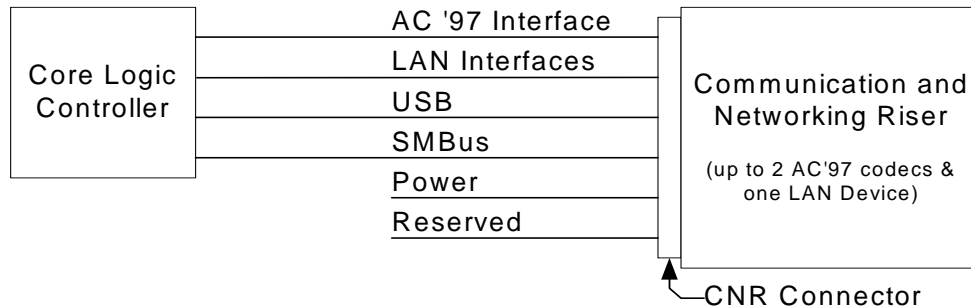 Core Logic
Controller
AC '97 Interface
LAN Interfaces
USB
SMBus
Power
Reserved
Communication and
Networking Riser
(up to 2 AC'97 codecs &
one LAN Device)
CNR Connector